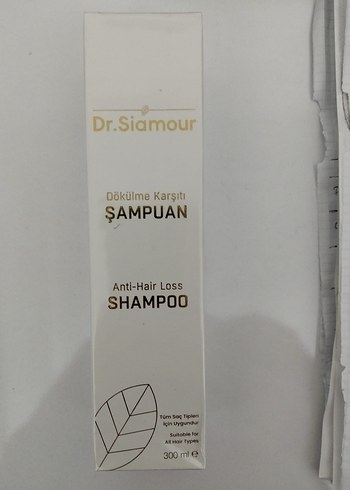 Dr.Siamour
Dökülme Karşıtı
ŞAMPUAN
Anti-Hair Loss
SHAMPOO
Tüm Saç Tipleri
İçin Uygundur
Suitable for
All Hair Types
300 ml ℮